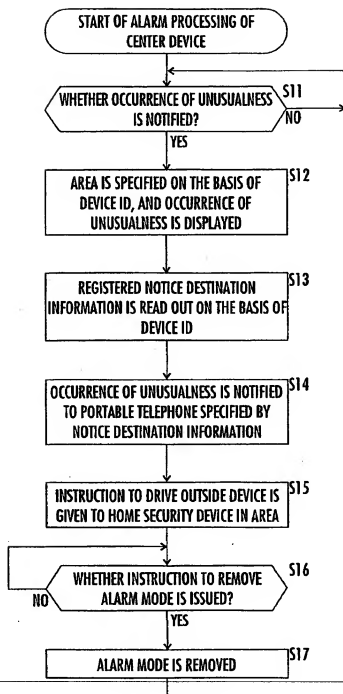 START OF ALARM PROCESSING OF
CENTER DEVICE
S11
WHETHER OCCURRENCE OF UNUSUALNESS
IS NOTIFIED?
NO
YES
S12
AREA IS SPECIFIED ON THE BASIS OF
DEVICE ID, AND OCCURRENCE OF
UNUSUALNESS IS DISPLAYED
S13
REGISTERED NOTICE DESTINATION
INFORMATION IS READ OUT ON THE BASIS OF
DEVICE ID
S14
OCCURRENCE OF UNUSUALNESS IS NOTIFIED
TO PORTABLE TELEPHONE SPECIFIED BY
NOTICE DESTINATION INFORMATION
S15
INSTRUCTION TO DRIVE OUTSIDE DEVICE IS
GIVEN TO HOME SECURITY DEVICE IN AREA
S16
WHETHER INSTRUCTION TO REMOVE
ALARM MODE IS ISSUED?
NO
YES
S17
ALARM MODE IS REMOVED